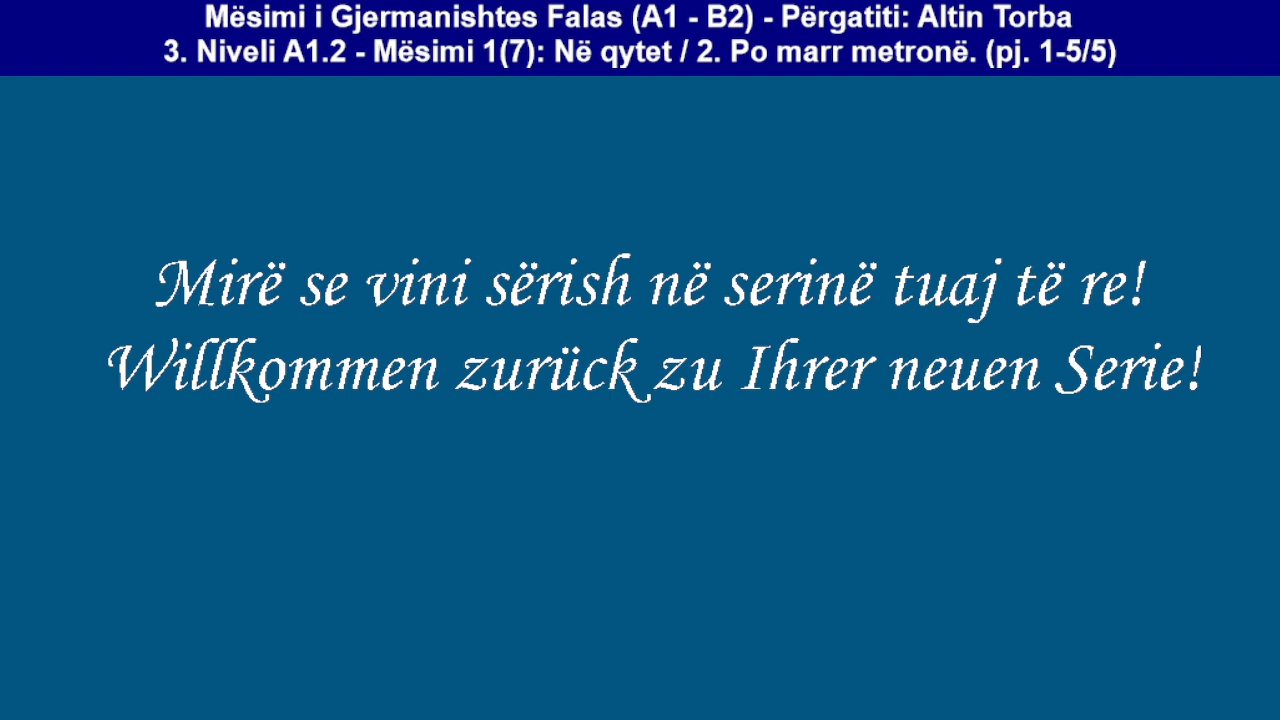 Mësimi i Gjermanishtes Falas (A1 - B2) - Përgatiti: Altin Torba
3. Niveli A1.2 - Mësimi 1(7): Në qytet / 2. Po marr metronë. (pj. 1-5/5)
Mirë se vini sërish në serinë tuaj të re!
Willkommen zurück zu Ihrer neuen Serie!